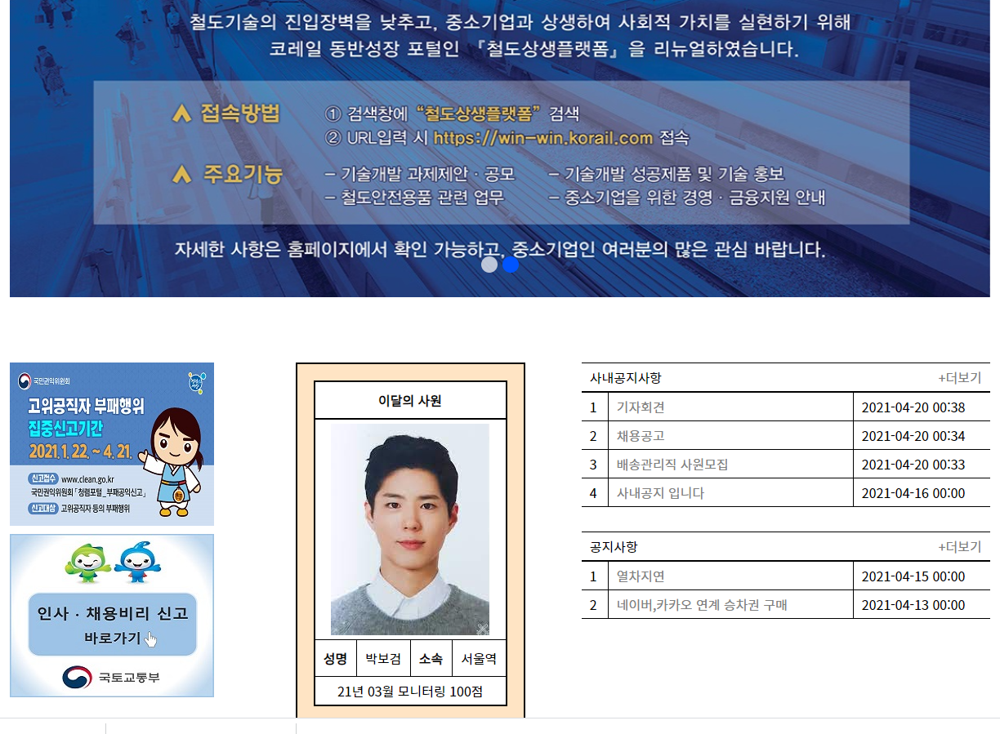 철도기술의 진입장벽을 낮추고, 중소기업과 상생하여 사회적 가치를 실현하기 위해
코레일 동반성장 포털인 『철도상생플랫폼』을 리뉴얼하였습니다.
접속방법 ① 검색창에 “철도상생플랫폼” 검색
② URL입력 시 https://win-win.korail.com 접속
주요기능 – 기술개발 과제제안 · 공모 – 기술개발 성공제품 및 기술 홍보
– 철도안전용품 관련 업무 – 중소기업을 위한 경영 · 금융지원 안내
자세한 사항은 홈페이지에서 확인 가능하고, 중소기업인 여러분의 많은 관심 바랍니다.
국민권익위원회
고위공직자 부패행위
집중신고기간
2021. 1. 22. ~ 4. 21.
신고접수 www.clean.go.kr
국민권익위원회 「청렴포털_부패공익신고」
신고대상 고위공직자 등의 부패행위
인사 · 채용비리 신고
바로가기
국토교통부
이달의 사원
성명 박보검 소속 서울역
21년 03월 모니터링 100점
사내공지사항 +더보기
1 기자회견 2021-04-20 00:38
2 채용공고 2021-04-20 00:34
3 배송관리직 사원모집 2021-04-20 00:33
4 사내공지 입니다 2021-04-16 00:00
공지사항 +더보기
1 열차지연 2021-04-15 00:00
2 네이버,카카오 연계 승차권 구매 2021-04-13 00:00